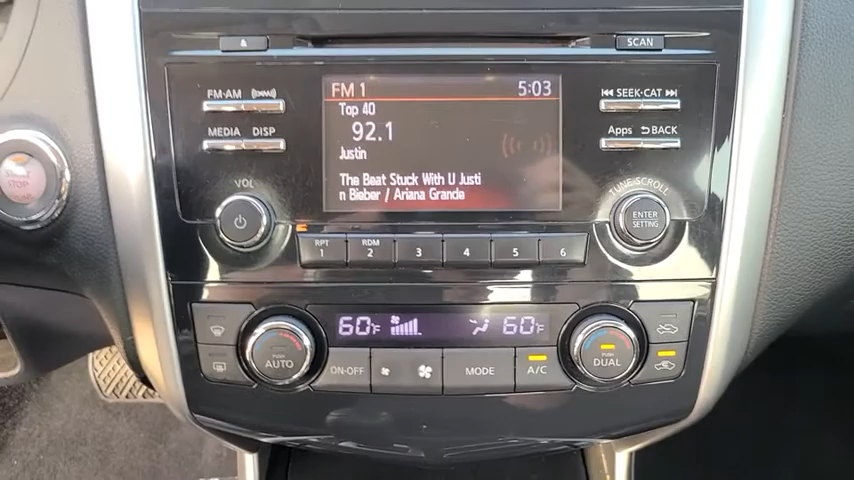 SCAN
FM 1 5:03
FM·AM
SEEK·CAT
Top 40
92.1
MEDIA DISP
Apps BACK
Justin
The Beat Stuck With U Justi
n Bieber / Ariana Grande
VOL
TUNE·SCROLL
START
STOP
ENTER
SETTING
RPT
1
RDM
2
3
4
5
6
60°F
60°F
PUSH
AUTO
ON·OFF
MODE
A/C
PUSH
DUAL